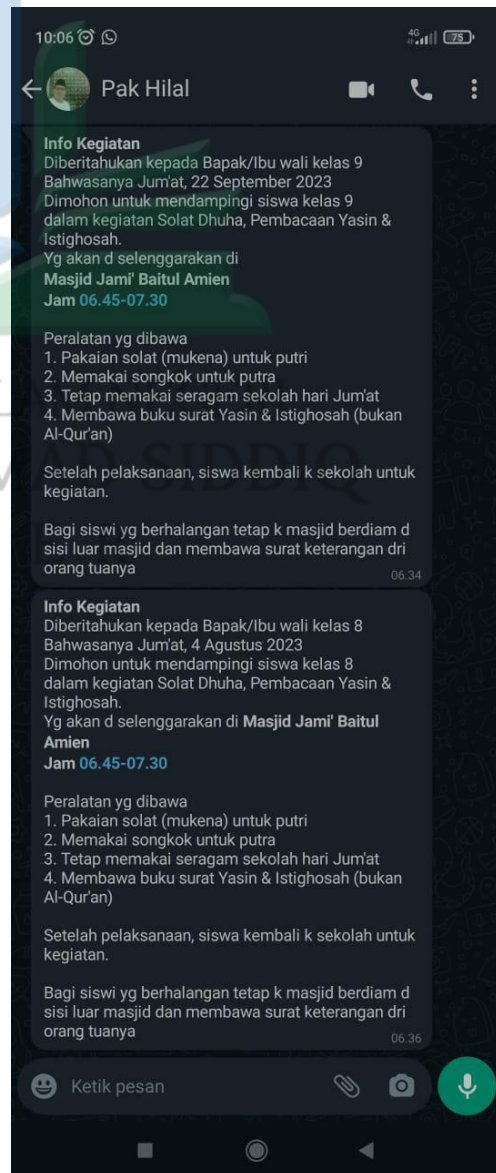 10:06
4G
75
Pak Hilal
Info Kegiatan
Diberitahukan kepada Bapak/Ibu wali kelas 9
Bahwasanya Jum'at, 22 September 2023
Dimohon untuk mendampingi siswa kelas 9
dalam kegiatan Solat Dhuha, Pembacaan Yasin &
Istighosah.
Yg akan d selenggarakan di
Masjid Jami' Baitul Amien
Jam 06.45-07.30
Peralatan yg dibawa
1. Pakaian solat (mukena) untuk putri
2. Memakai songkok untuk putra
3. Tetap memakai seragam sekolah hari Jum'at
4. Membawa buku surat Yasin & Istighosah (bukan
Al-Qur'an)
Setelah pelaksanaan, siswa kembali k sekolah untuk
kegiatan.
Bagi siswi yg berhalangan tetap k masjid berdiam d
sisi luar masjid dan membawa surat keterangan dri
orang tuanya
06.34
Info Kegiatan
Diberitahukan kepada Bapak/Ibu wali kelas 8
Bahwasanya Jum'at, 4 Agustus 2023
Dimohon untuk mendampingi siswa kelas 8
dalam kegiatan Solat Dhuha, Pembacaan Yasin &
Istighosah.
Yg akan d selenggarakan di Masjid Jami' Baitul
Amien
Jam 06.45-07.30
Peralatan yg dibawa
1. Pakaian solat (mukena) untuk putri
2. Memakai songkok untuk putra
3. Tetap memakai seragam sekolah hari Jum'at
4. Membawa buku surat Yasin & Istighosah (bukan
Al-Qur'an)
Setelah pelaksanaan, siswa kembali k sekolah untuk
kegiatan.
Bagi siswi yg berhalangan tetap k masjid berdiam d
sisi luar masjid dan membawa surat keterangan dri
orang tuanya
06.36
Ketik pesan